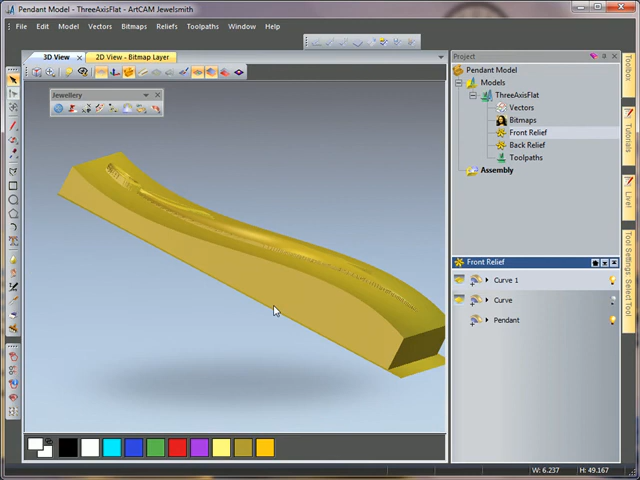 Pendant Model - ThreeAxisFlat - ArtCAM Jewelsmith
File Edit Model Vectors Bitmaps Reliefs Toolpaths Window Help
3D View 2D View - Bitmap Layer
Jewellery
Project
Pendant Model
Models
ThreeAxisFlat
Vectors
Bitmaps
Front Relief
Back Relief
Toolpaths
Assembly
Front Relief
Curve 1
Curve
Pendant
Toolbox
Tutorials
Live!
Tool Settings: Select Tool
W: 6.237 H: 49.167